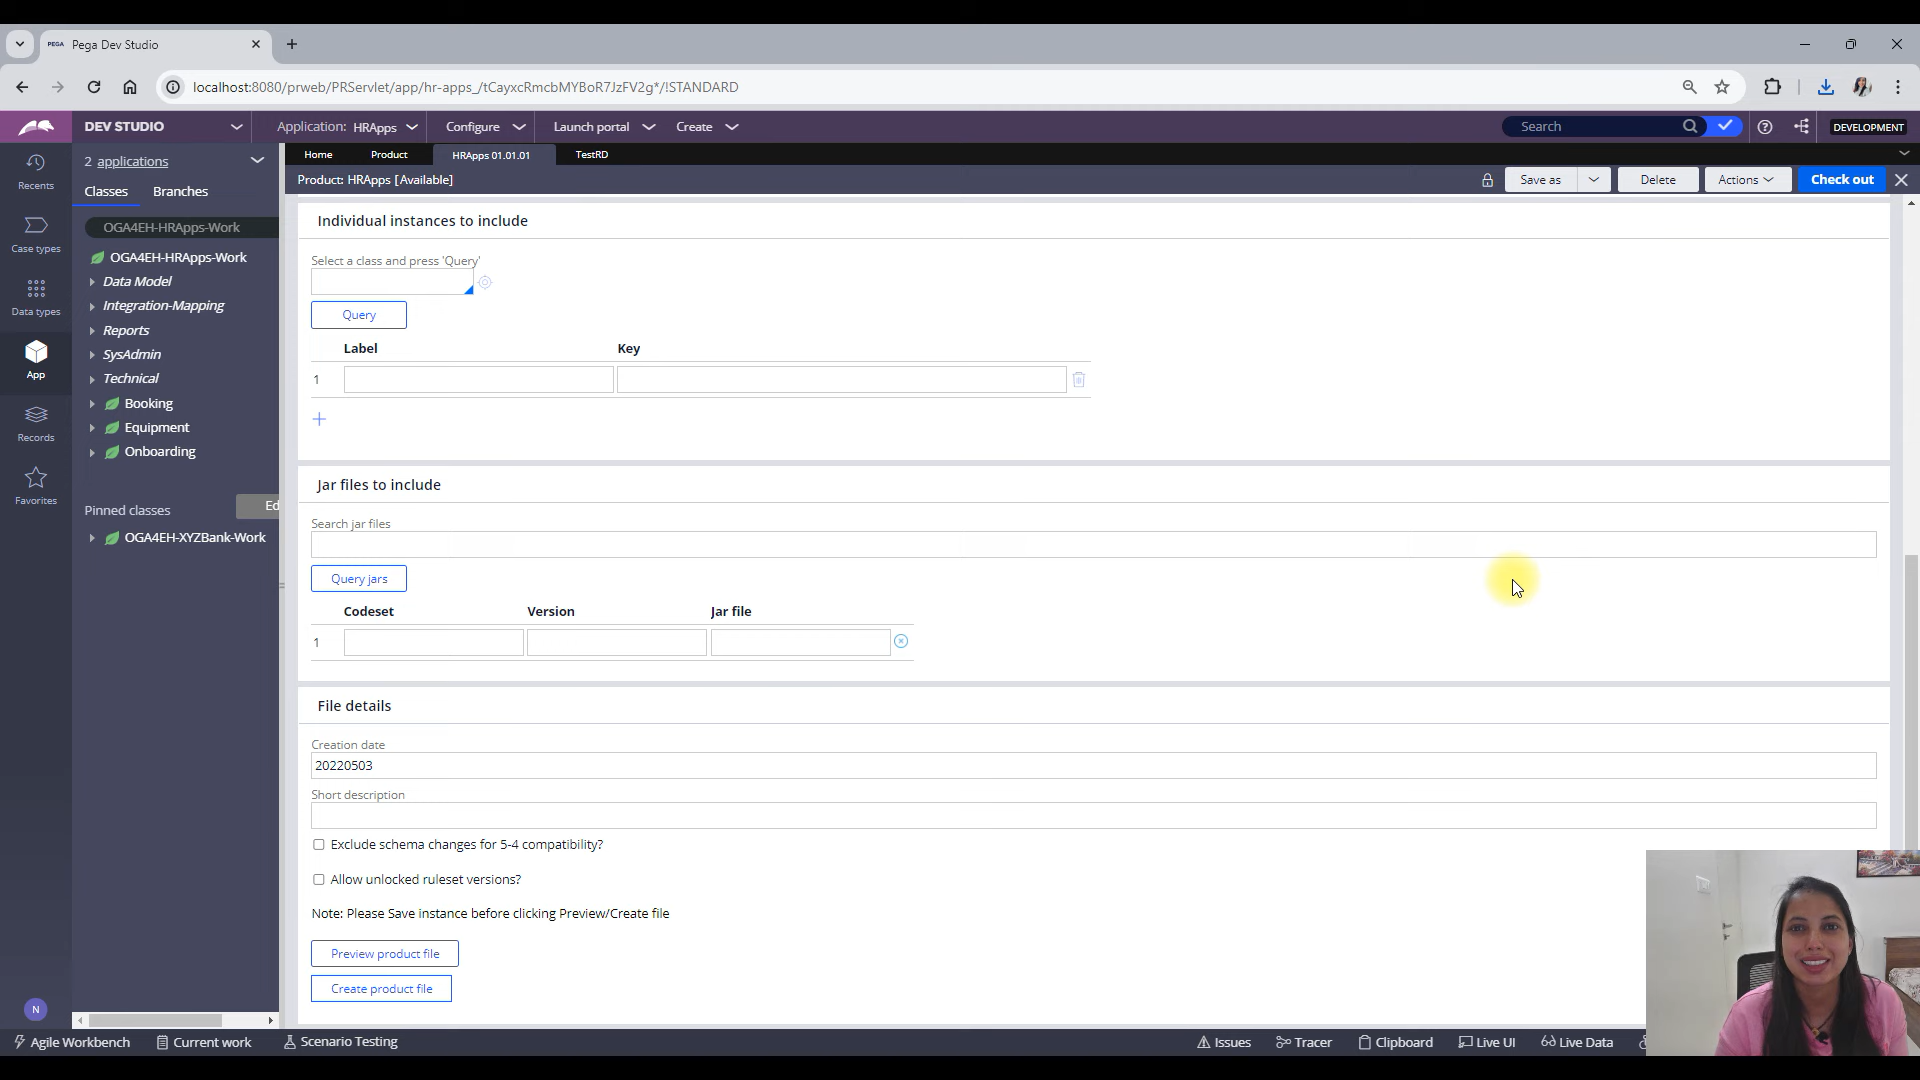 PEGA Pega Dev Studio
localhost:8080/prweb/PRServlet/app/hr-apps_/tCayxcRmcbMYBoR7JzFV2g*/!STANDARD
DEV STUDIO
Application: HRApps
Configure
Launch portal
Create
Search
DEVELOPMENT
Recents
Case types
Data types
App
Records
Favorites
N
2 applications
Classes
Branches
OGA4EH-HRApps-Work
OGA4EH-HRApps-Work
Data Model
Integration-Mapping
Reports
SysAdmin
Technical
Booking
Equipment
Onboarding
Pinned classes
Ed
OGA4EH-XYZBank-Work
Home
Product
HRApps 01.01.01
TestRD
Product: HRApps [Available]
Save as
Delete
Actions
Check out
Individual instances to include
Select a class and press 'Query'
Query
Label Key
1
Jar files to include
Search jar files
Query jars
Codeset Version Jar file
1
File details
Creation date
20220503
Short description
Exclude schema changes for 5-4 compatibility?
Allow unlocked ruleset versions?
Note: Please Save instance before clicking Preview/Create file
Preview product file
Create product file
Agile Workbench
Current work
Scenario Testing
Issues
Tracer
Clipboard
Live UI
Live Data